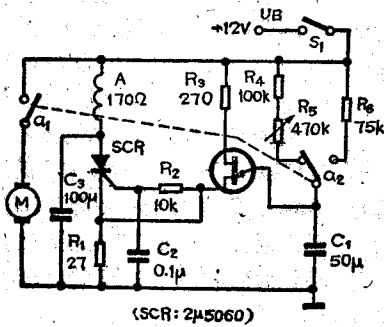 UB
+12V
S1
A
170Ω
R3
270
R4
100k
R5
470k
R6
75k
a1
SCR
a2
R2
10k
C3
100μ
M
R1
27
C2
0.1μ
C1
50μ
(SCR: 2μ5060)